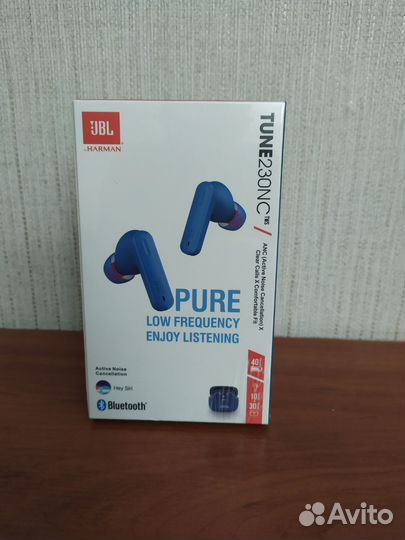 JBL
by HARMAN
TUNE230NC TWS
ANC (Active Noise Cancellation) X
Clear Calls X Comfortable Fit
PURE
LOW FREQUENCY
ENJOY LISTENING
Active Noise
Cancellation
Hey Siri
Bluetooth®
40
10
30
Avito